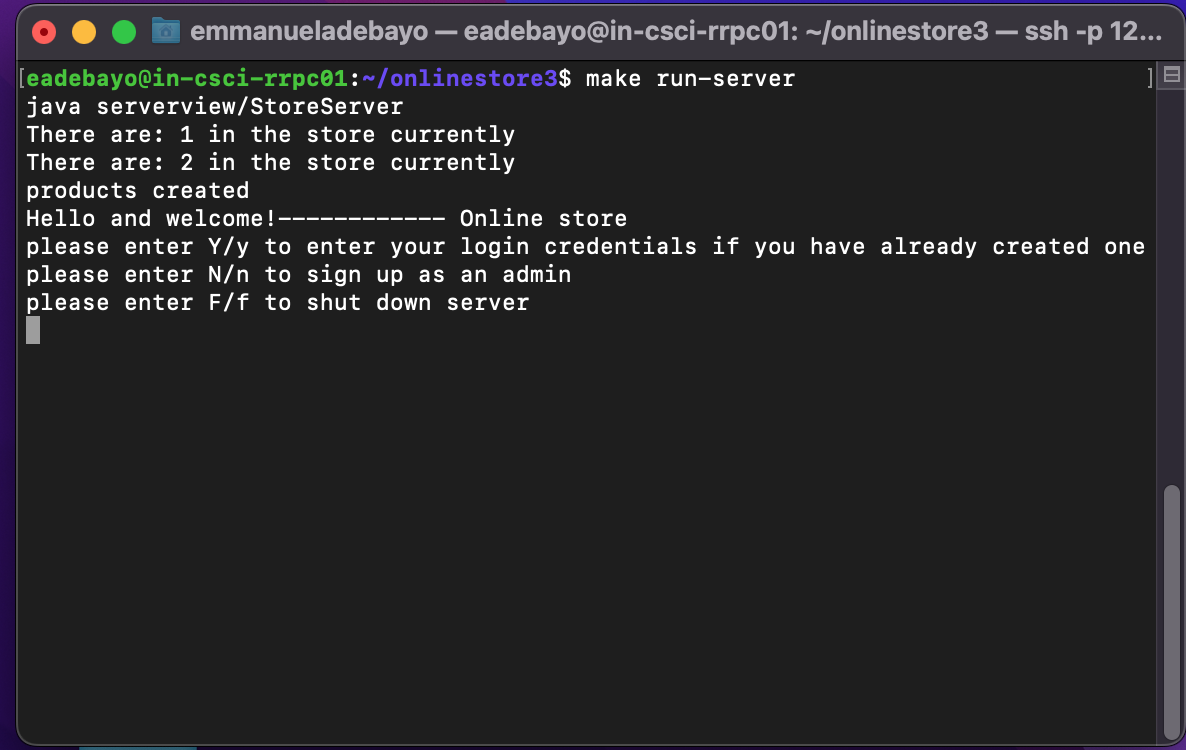 emmanueladebayo — eadebayo@in-csci-rrpc01: ~/onlinestore3 — ssh -p 12...
[eadebayo@in-csci-rrpc01:~/onlinestore3$ make run-server ]
java serverview/StoreServer
There are: 1 in the store currently
There are: 2 in the store currently
products created
Hello and welcome!------------ Online store
please enter Y/y to enter your login credentials if you have already created one
please enter N/n to sign up as an admin
please enter F/f to shut down server